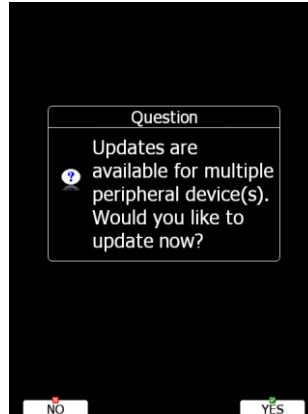 Question
Updates are
available for multiple
peripheral device(s).
Would you like to
update now?
NO
YES